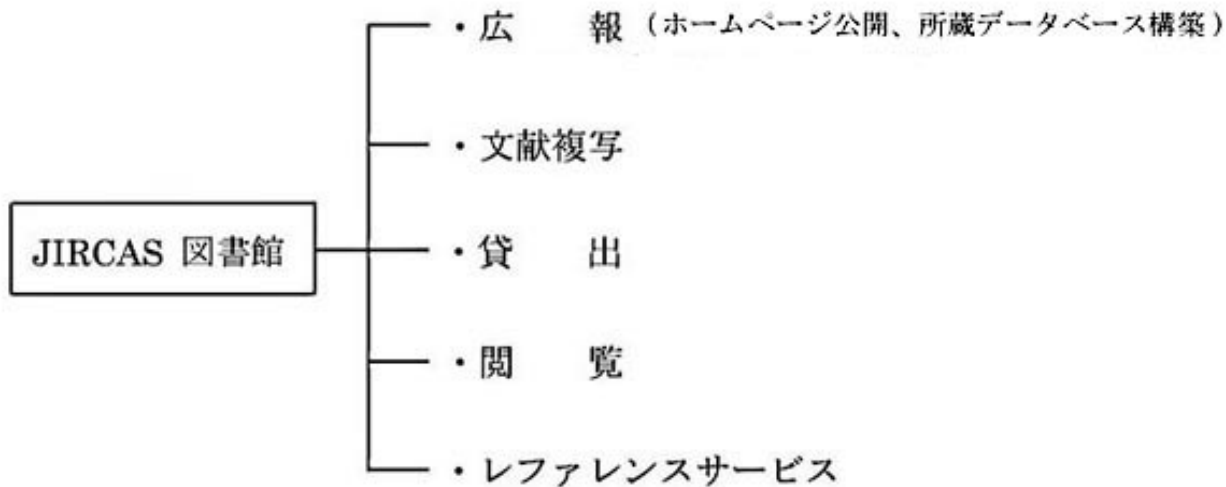 ・広　報（ホームページ公開、所蔵データベース構築）
・文献複写
JIRCAS 図書館
・貸　出
・閲　覧
・レファレンスサービス